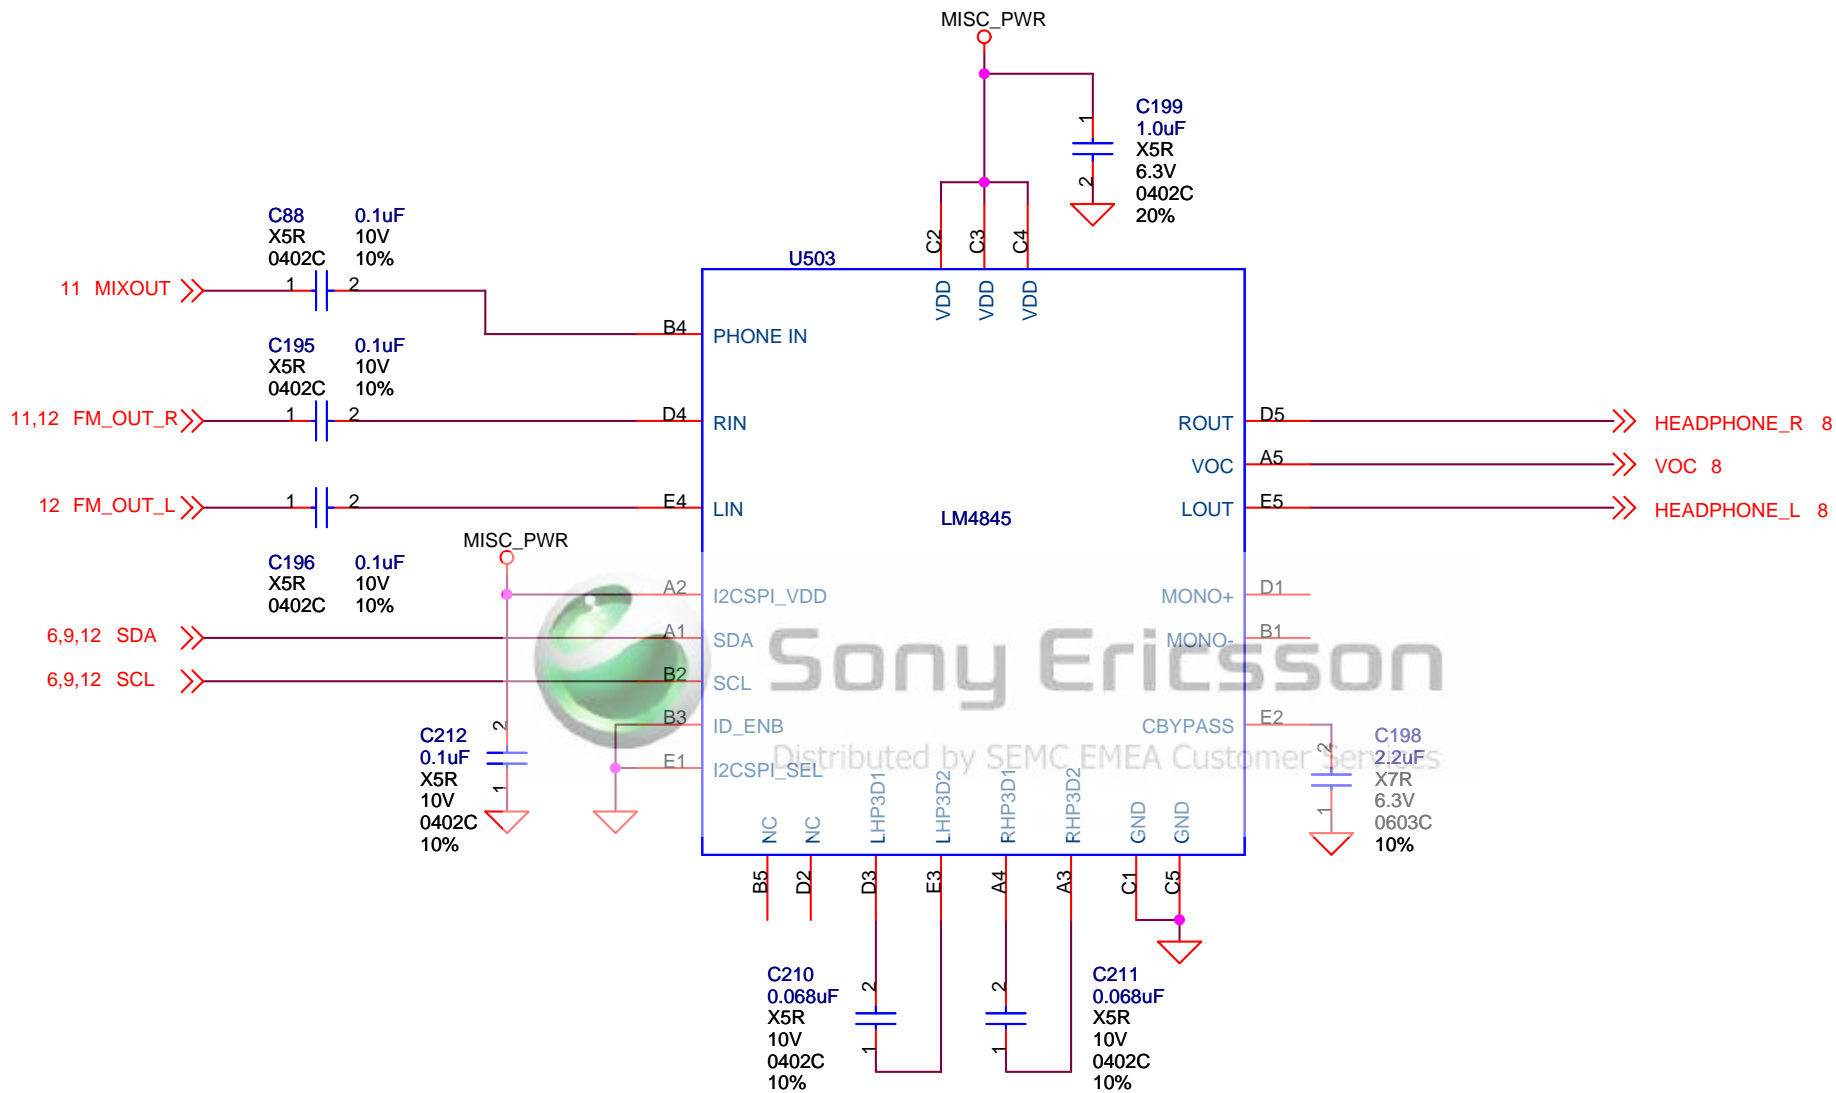 MISC_PWR
C199
1.0uF
X5R
6.3V
0402C
20%
1
2
C88 0.1uF
X5R 10V
0402C 10%
11 MIXOUT
1 2
C195 0.1uF
X5R 10V
0402C 10%
11,12 FM_OUT_R
1 2
12 FM_OUT_L
1 2
C196 0.1uF
X5R 10V
0402C 10%
MISC_PWR
6,9,12 SDA
6,9,12 SCL
C212
0.1uF
X5R
10V
0402C
10%
2
1
U503
LM4845
C2 VDD
C3 VDD
C4 VDD
B4 PHONE IN
D4 RIN
E4 LIN
A2 I2CSPI_VDD
A1 SDA
B2 SCL
B3 ID_ENB
E1 I2CSPI_SEL
ROUT D5
VOC A5
LOUT E5
MONO+ D1
MONO- B1
CBYPASS E2
HEADPHONE_R 8
VOC 8
HEADPHONE_L 8
Sony Ericsson
Distributed by SEMC EMEA Customer Services
C198
2.2uF
X7R
6.3V
0603C
10%
2
1
NC B5
NC D2
LHP3D1 D3
LHP3D2 E3
RHP3D1 A4
RHP3D2 A3
GND C1
GND C5
C210
0.068uF
X5R
10V
0402C
10%
2
1
C211
0.068uF
X5R
10V
0402C
10%
2
1